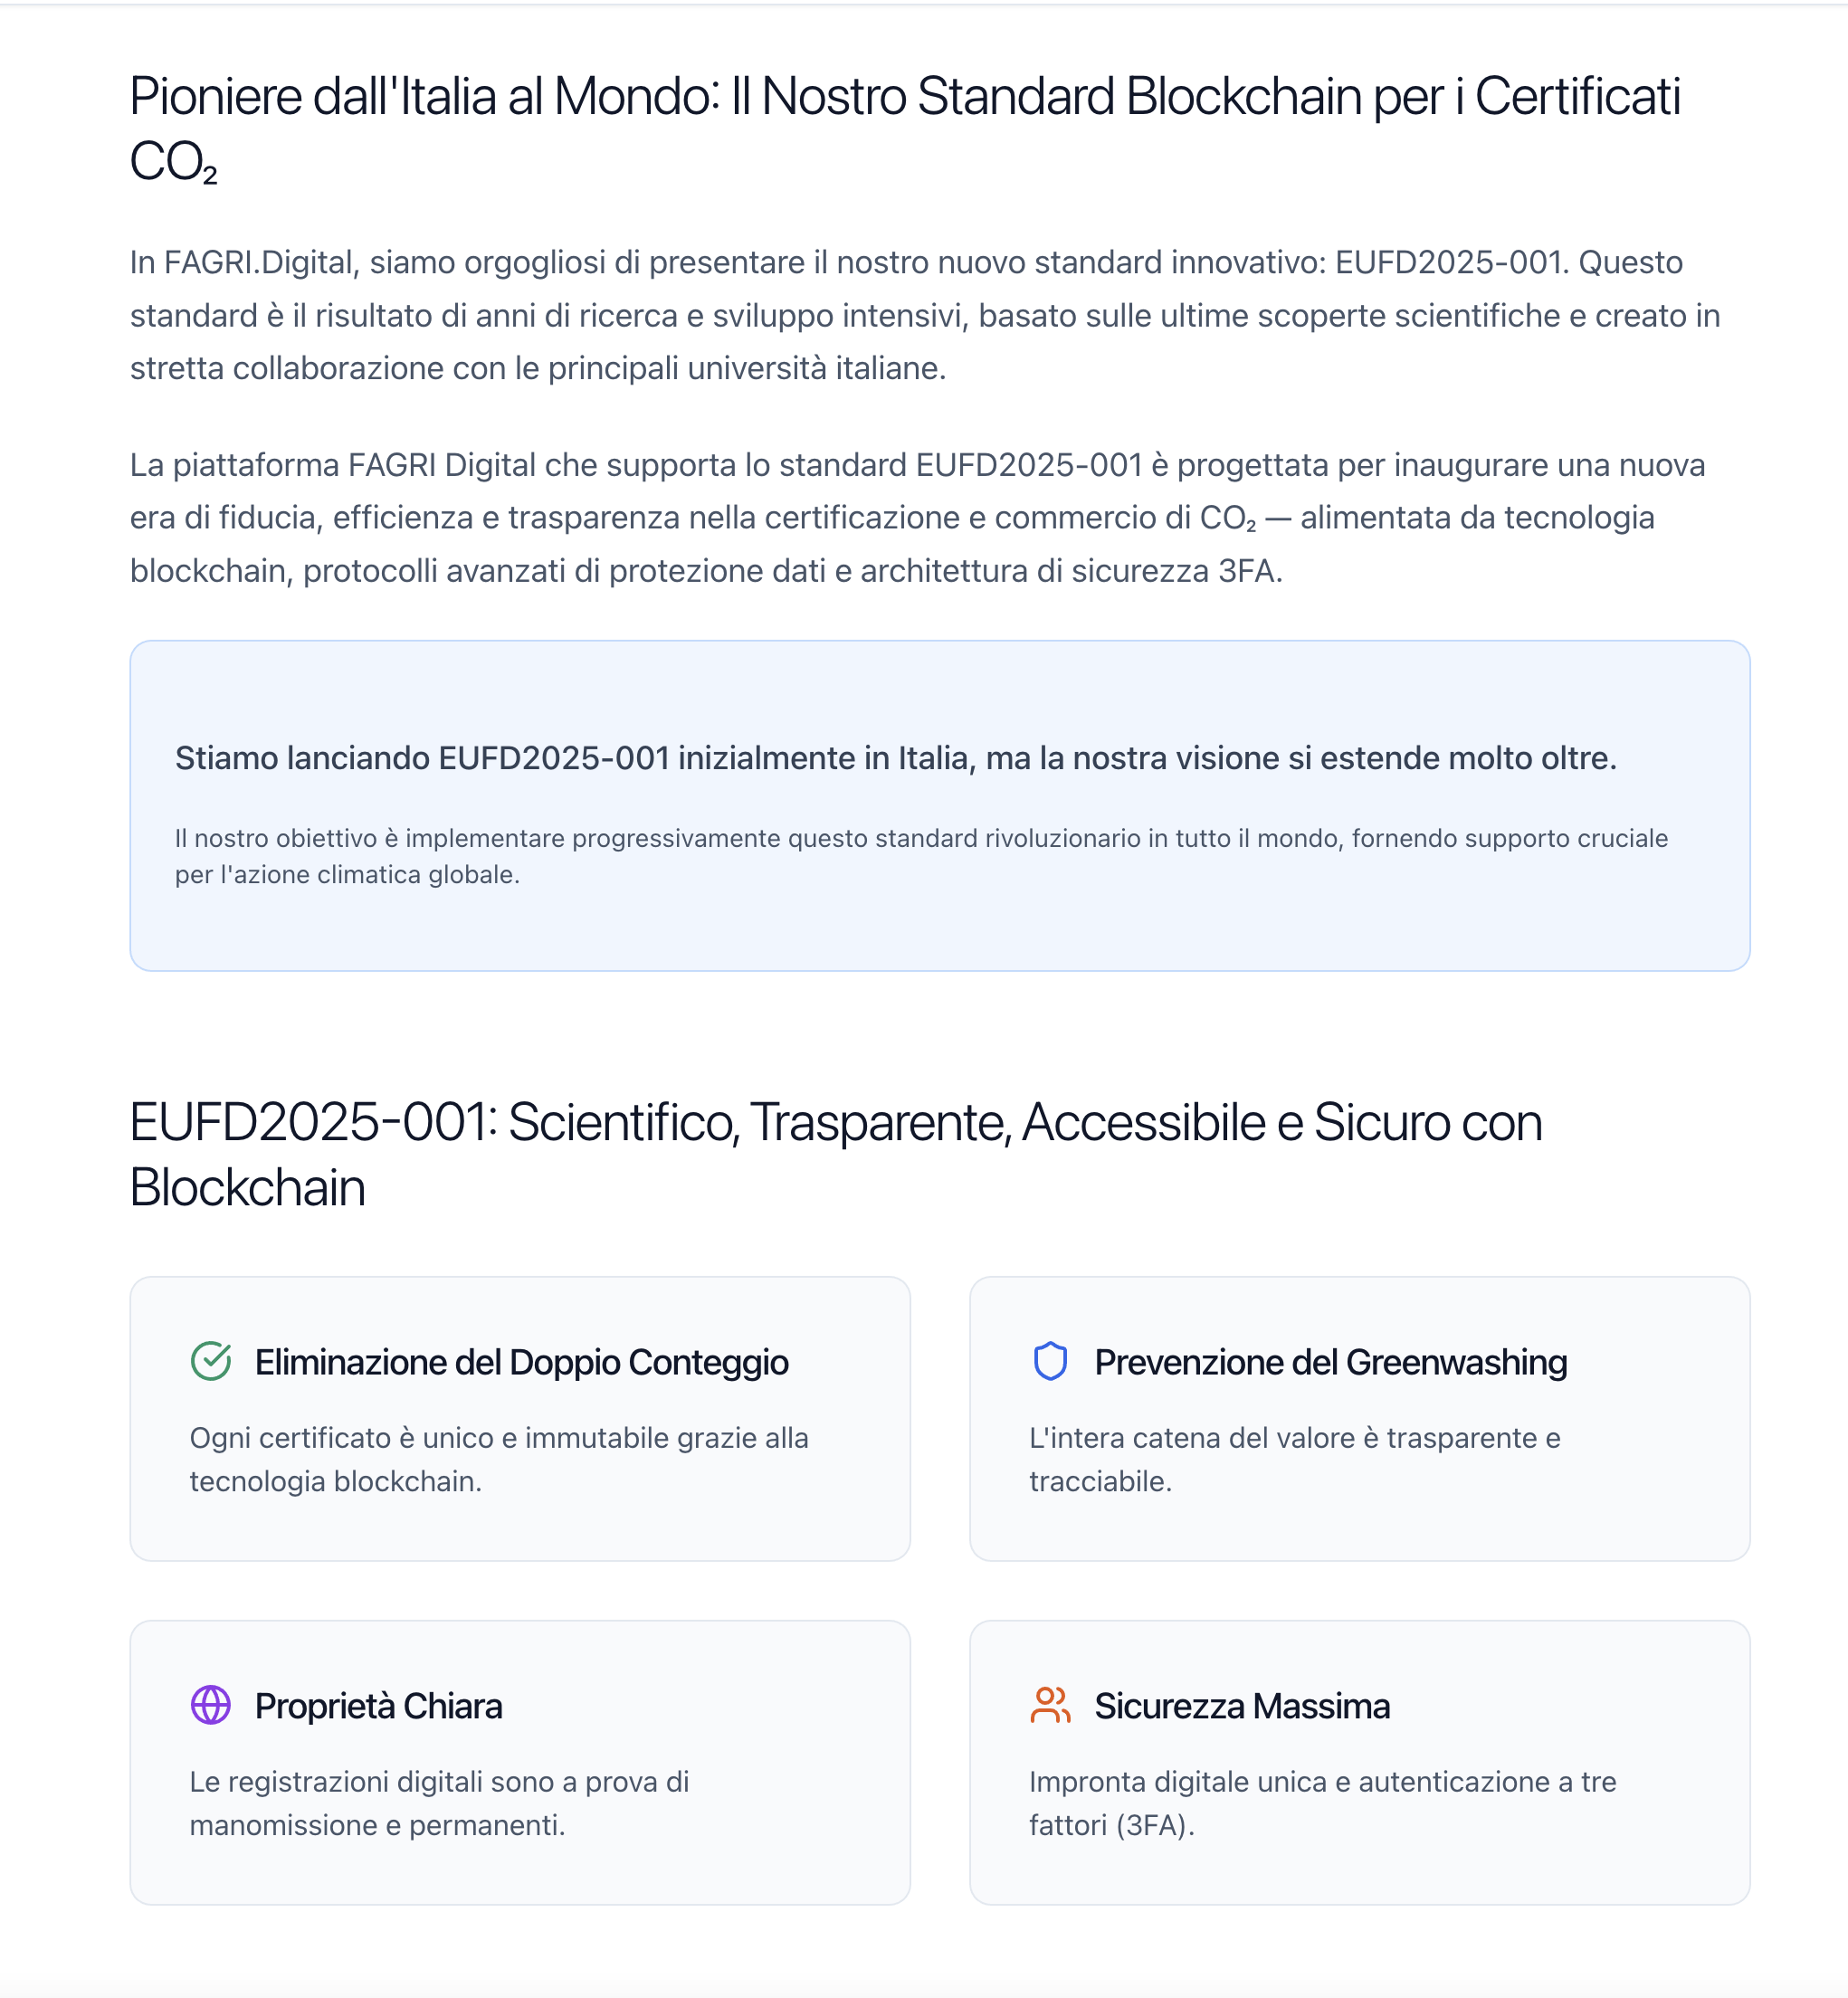 Pioniere dall'Italia al Mondo: Il Nostro Standard Blockchain per i Certificati
CO₂
In FAGRI.Digital, siamo orgogliosi di presentare il nostro nuovo standard innovativo: EUFD2025-001. Questo
standard è il risultato di anni di ricerca e sviluppo intensivi, basato sulle ultime scoperte scientifiche e creato in
stretta collaborazione con le principali università italiane.
La piattaforma FAGRI Digital che supporta lo standard EUFD2025-001 è progettata per inaugurare una nuova
era di fiducia, efficienza e trasparenza nella certificazione e commercio di CO₂ — alimentata da tecnologia
blockchain, protocolli avanzati di protezione dati e architettura di sicurezza 3FA.
Stiamo lanciando EUFD2025-001 inizialmente in Italia, ma la nostra visione si estende molto oltre.
Il nostro obiettivo è implementare progressivamente questo standard rivoluzionario in tutto il mondo, fornendo supporto cruciale
per l'azione climatica globale.
EUFD2025-001: Scientifico, Trasparente, Accessibile e Sicuro con
Blockchain
Eliminazione del Doppio Conteggio
Ogni certificato è unico e immutabile grazie alla
tecnologia blockchain.
Prevenzione del Greenwashing
L'intera catena del valore è trasparente e
tracciabile.
Proprietà Chiara
Le registrazioni digitali sono a prova di
manomissione e permanenti.
Sicurezza Massima
Impronta digitale unica e autenticazione a tre
fattori (3FA).